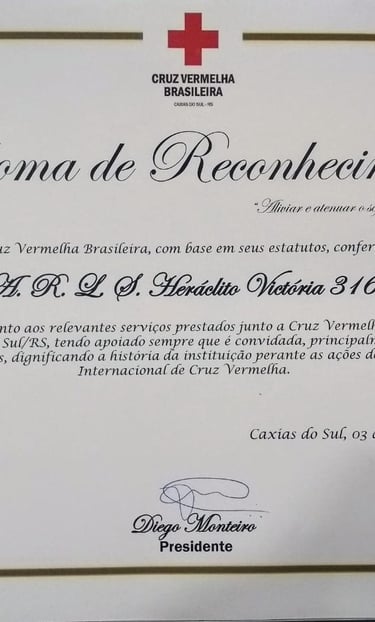 CRUZ VERMELHA
BRASILEIRA
CAXIAS DO SUL - RS
oma de Reconhecim
"Aliviar e atenuar o s
uz Vermelha Brasileira, com base em seus estatutos, confer
A. R. L. S. Heráclito Victória 316
nto aos relevantes serviços prestados junto a Cruz Vermelh
Sul/RS, tendo apoiado sempre que é convidada, principaln
s, dignificando a história da instituição perante as ações d
Internacional de Cruz Vermelha.
Caxias do Sul, 03 d
Diego Monteiro
Presidente